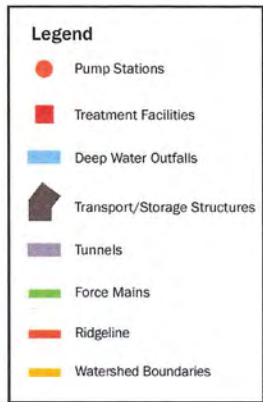 Legend
Pump Stations
Treatment Facilities
Deep Water Outfalls
Transport/Storage Structures
Tunnels
Force Mains
Ridgeline
Watershed Boundaries